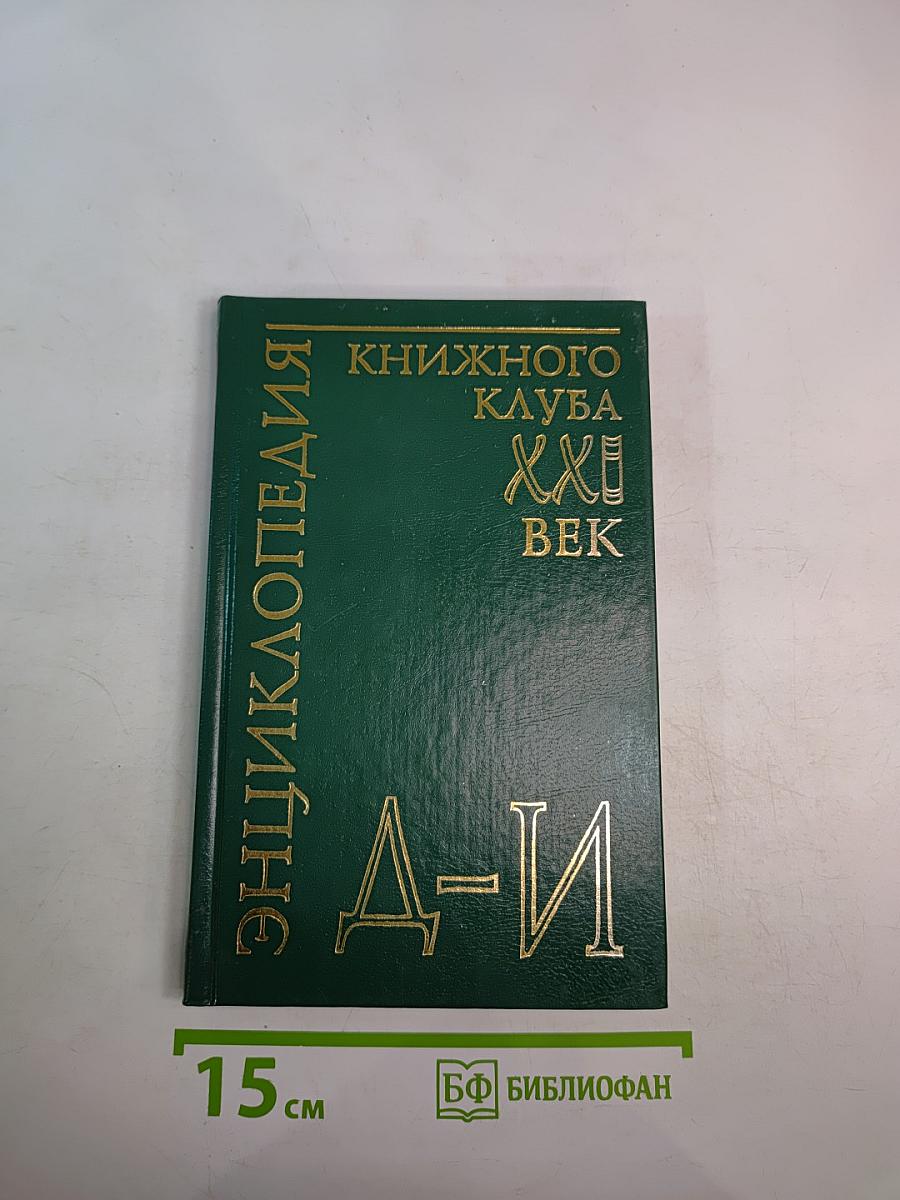 ЭНЦИКЛОПЕДИЯ
КНИЖНОГО
КЛУБА
XXI
ВЕК
Д-И
15 см
БФ БИБЛИОФАН